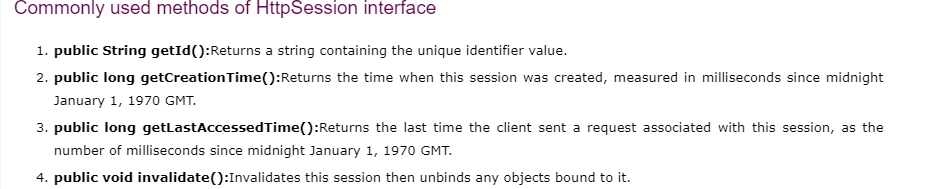 Commonly used methods of HttpSession interface
1. public String getId():Returns a string containing the unique identifier value.
2. public long getCreationTime():Returns the time when this session was created, measured in milliseconds since midnight
January 1, 1970 GMT.
3. public long getLastAccessedTime():Returns the last time the client sent a request associated with this session, as the
number of milliseconds since midnight January 1, 1970 GMT.
4. public void invalidate():Invalidates this session then unbinds any objects bound to it.